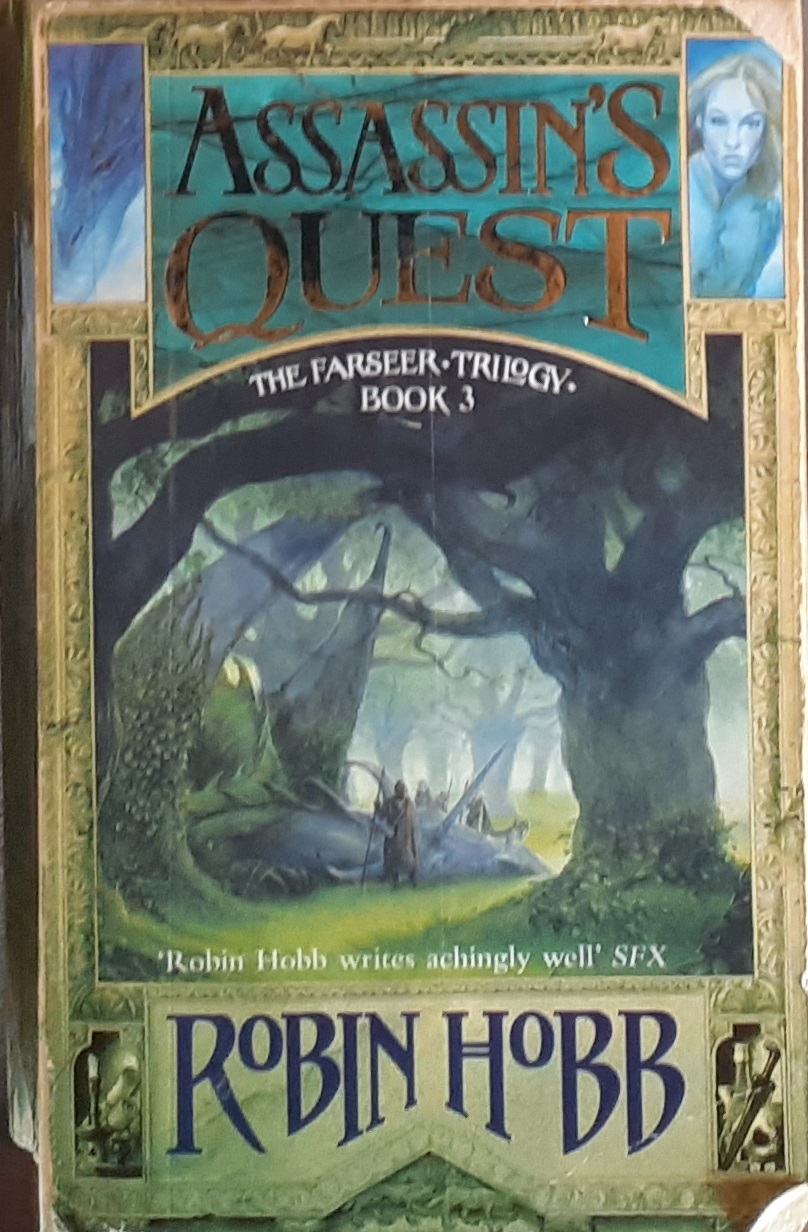 ASSASSIN'S
QUEST
THE FARSEER·TRILOGY·
BOOK 3
'Robin Hobb writes achingly well' SFX
ROBIN HOBB